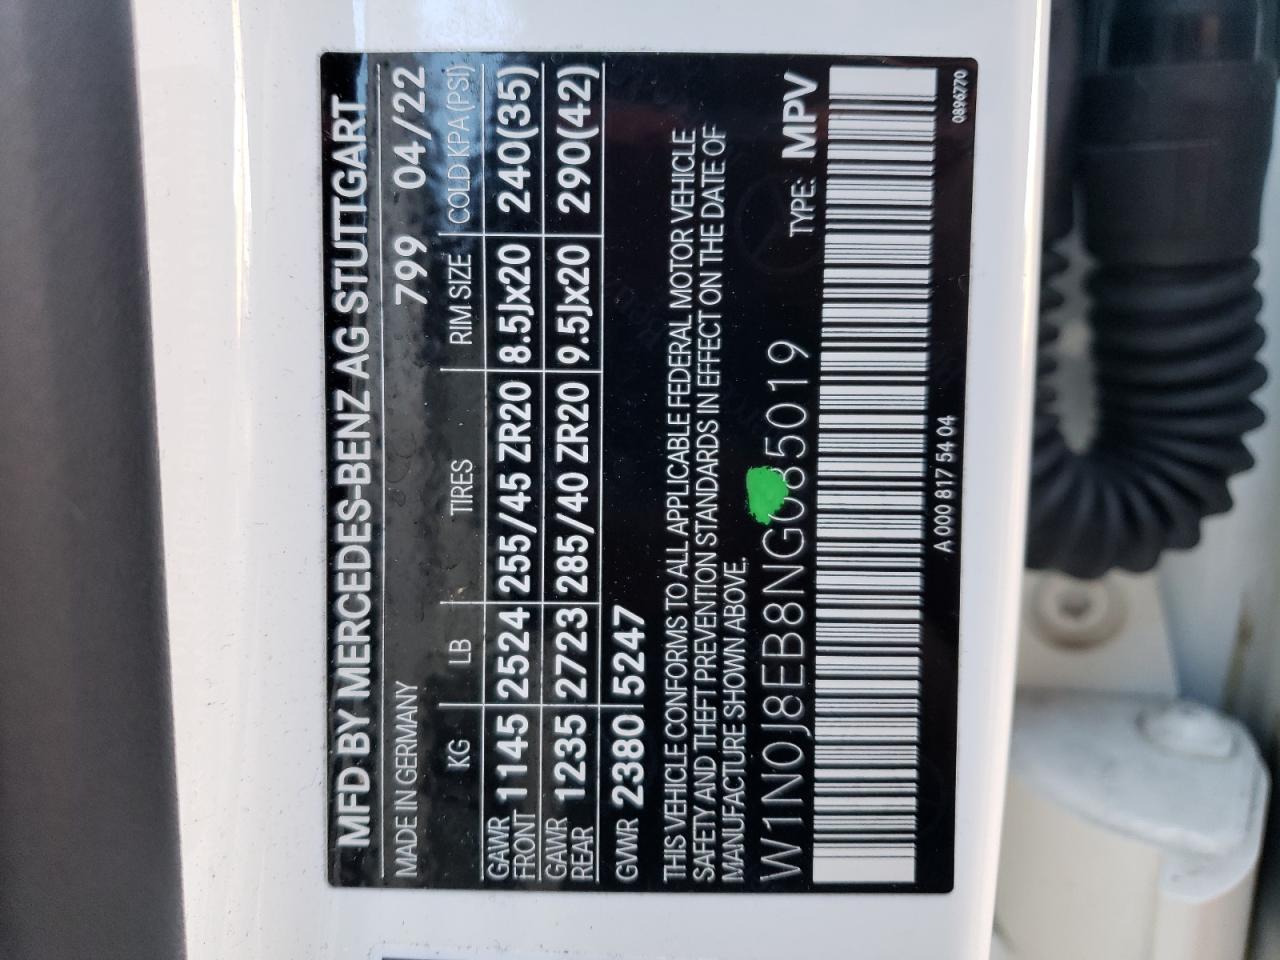 MFD BY MERCEDES-BENZ AG STUTTGART
MADE IN GERMANY 799 04/22
KG LB TIRES RIM SIZE COLD KPA (PSI)
GAWR FRONT 1145 2524 255/45 ZR20 8.5Jx20 240(35)
GAWR REAR 1235 2723 285/40 ZR20 9.5Jx20 290(42)
GVWR 2380 5247
THIS VEHICLE CONFORMS TO ALL APPLICABLE FEDERAL MOTOR VEHICLE
SAFETY AND THEFT PREVENTION STANDARDS IN EFFECT ON THE DATE OF
MANUFACTURE SHOWN ABOVE.
W1N0J8EB8NG085019 TYPE: MPV
A 000 817 54 04 0896770